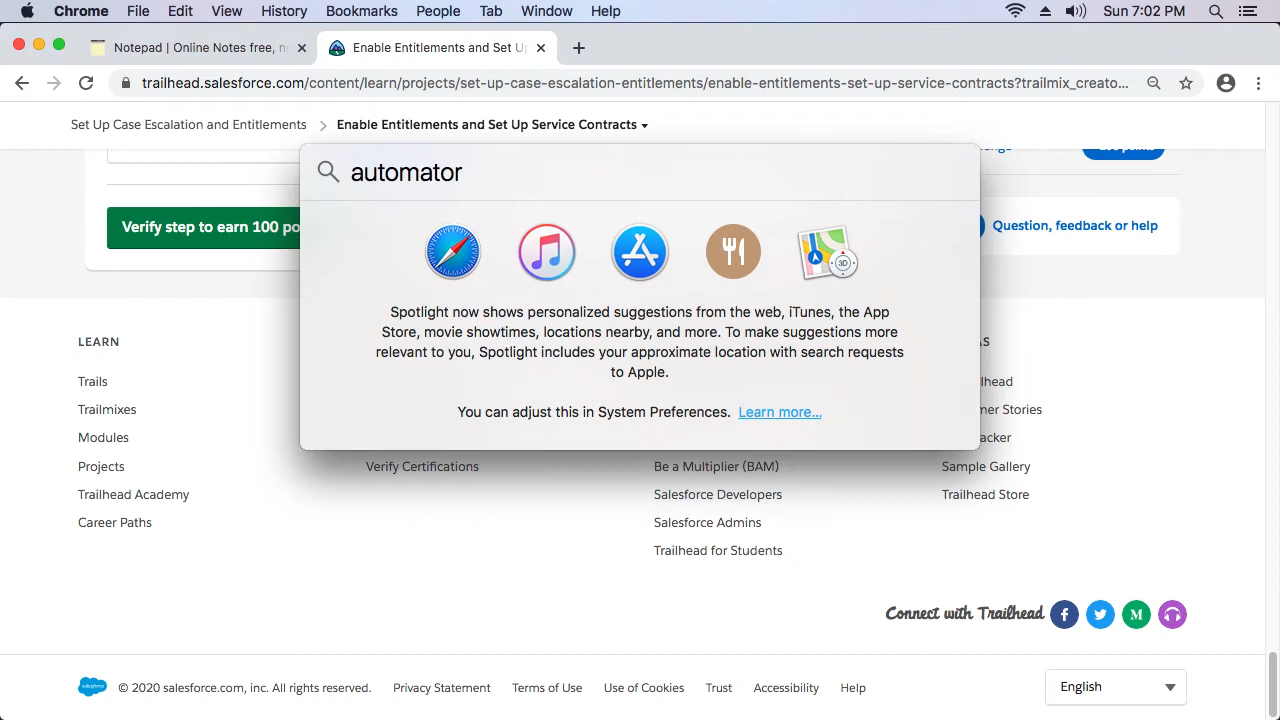 Chrome File Edit View History Bookmarks People Tab Window Help Sun 7:02 PM
Notepad | Online Notes free, n
Enable Entitlements and Set U
trailhead.salesforce.com/content/learn/projects/set-up-case-escalation-entitlements/enable-entitlements-set-up-service-contracts?trailmix_creato...
Set Up Case Escalation and Entitlements > Enable Entitlements and Set Up Service Contracts
automator
Verify step to earn 100 po
Question, feedback or help
3D
Spotlight now shows personalized suggestions from the web, iTunes, the App
Store, movie showtimes, locations nearby, and more. To make suggestions more
relevant to you, Spotlight includes your approximate location with search requests
to Apple.
You can adjust this in System Preferences. Learn more...
LEARN
Trails
Trailmixes
Modules
Projects
Trailhead Academy
Career Paths
Verify Certifications
Be a Multiplier (BAM)
Salesforce Developers
Salesforce Admins
Trailhead for Students
Sample Gallery
Trailhead Store
Connect with Trailhead
salesforce
© 2020 salesforce.com, inc. All rights reserved. Privacy Statement Terms of Use Use of Cookies Trust Accessibility Help
English